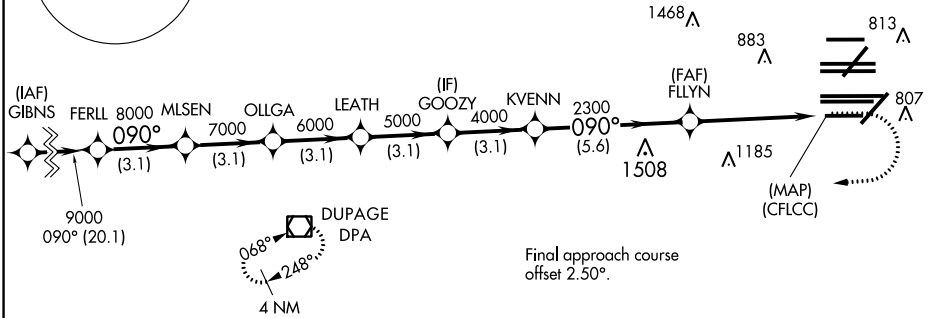 1468
813
883
(IAF)
GIBNS
FERLL
8000
090°
(3.1)
MLSEN
7000
(3.1)
OLLGA
6000
(3.1)
LEATH
5000
(3.1)
(IF)
GOOZY
4000
(3.1)
KVENN
2300
090°
(5.6)
(FAF)
FLLYN
807
1508
1185
(MAP)
(CFLCC)
9000
090° (20.1)
DUPAGE
DPA
068°
248°
4 NM
Final approach course
offset 2.50°.